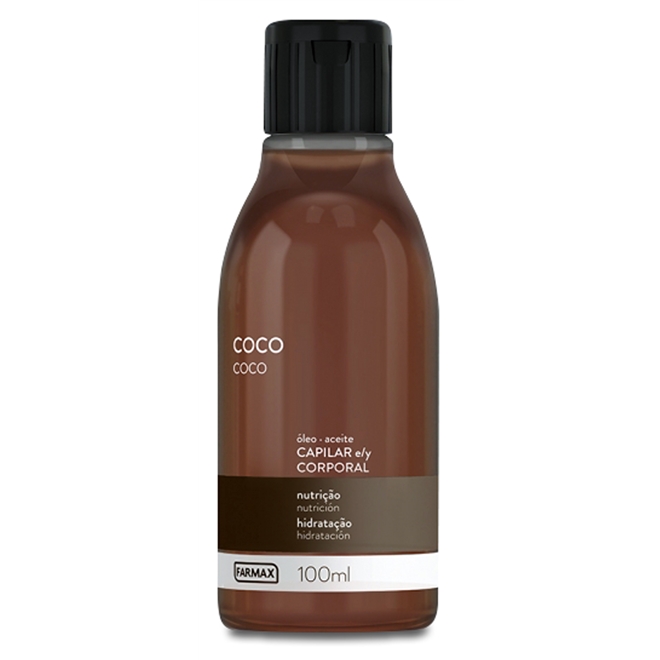 COCO
COCO
óleo - aceite
CAPILAR e/y
CORPORAL
nutrição
nutrición
hidratação
hidratación
FARMAX
100ml